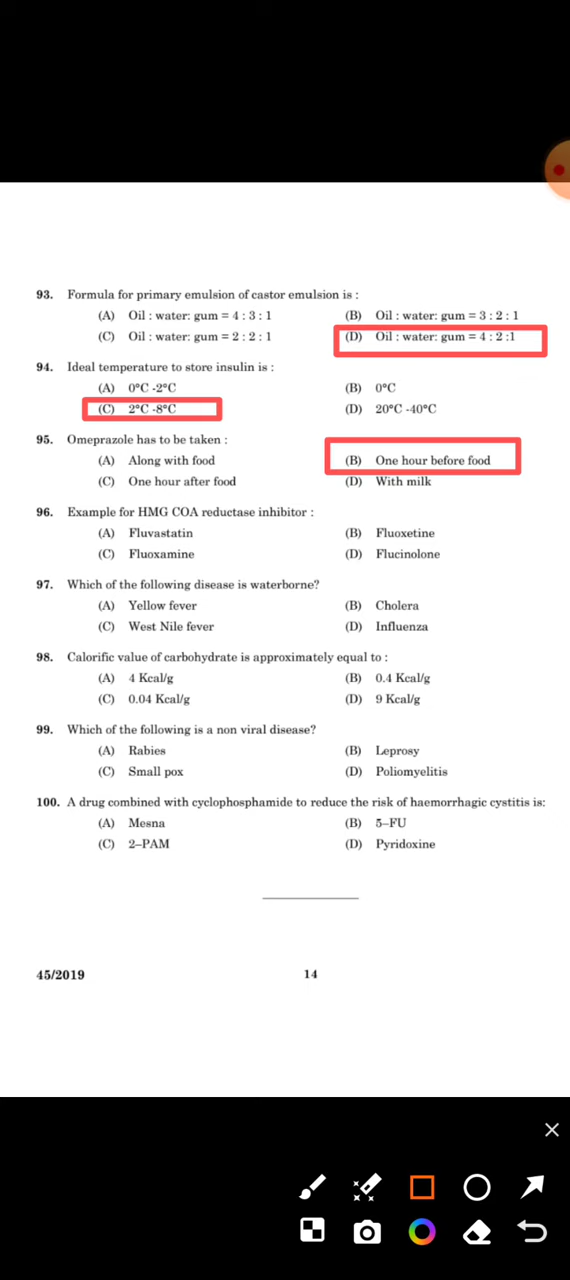 93. Formula for primary emulsion of castor emulsion is :
(A) Oil : water: gum = 4 : 3 : 1 (B) Oil : water: gum = 3 : 2 : 1
(C) Oil : water: gum = 2 : 2 : 1 (D) Oil : water: gum = 4 : 2 :1
94. Ideal temperature to store insulin is :
(A) 0°C -2°C (B) 0°C
(C) 2°C -8°C (D) 20°C -40°C
95. Omeprazole has to be taken :
(A) Along with food (B) One hour before food
(C) One hour after food (D) With milk
96. Example for HMG COA reductase inhibitor :
(A) Fluvastatin (B) Fluoxetine
(C) Fluoxamine (D) Flucinolone
97. Which of the following disease is waterborne?
(A) Yellow fever (B) Cholera
(C) West Nile fever (D) Influenza
98. Calorific value of carbohydrate is approximately equal to :
(A) 4 Kcal/g (B) 0.4 Kcal/g
(C) 0.04 Kcal/g (D) 9 Kcal/g
99. Which of the following is a non viral disease?
(A) Rabies (B) Leprosy
(C) Small pox (D) Poliomyelitis
100. A drug combined with cyclophosphamide to reduce the risk of haemorrhagic cystitis is:
(A) Mesna (B) 5–FU
(C) 2–PAM (D) Pyridoxine
45/2019 14